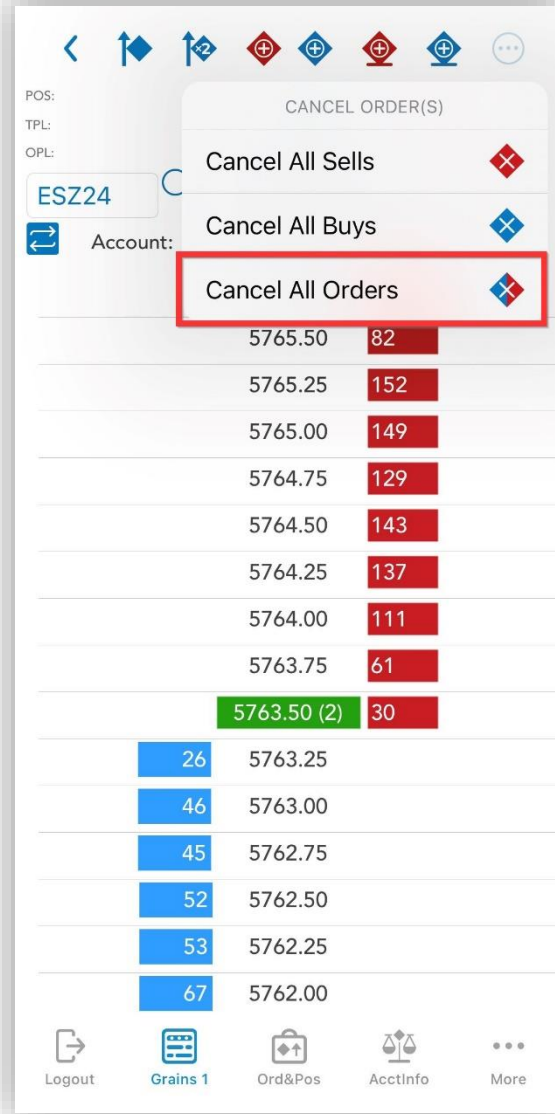 x2
POS:
CANCEL ORDER(S)
TPL:
OPL:
Cancel All Sells
ESZ24
Cancel All Buys
Account:
Cancel All Orders
5765.50 82
5765.25 152
5765.00 149
5764.75 129
5764.50 143
5764.25 137
5764.00 111
5763.75 61
5763.50 (2) 30
26 5763.25
46 5763.00
45 5762.75
52 5762.50
53 5762.25
67 5762.00
Logout Grains 1 Ord&Pos AcctInfo More